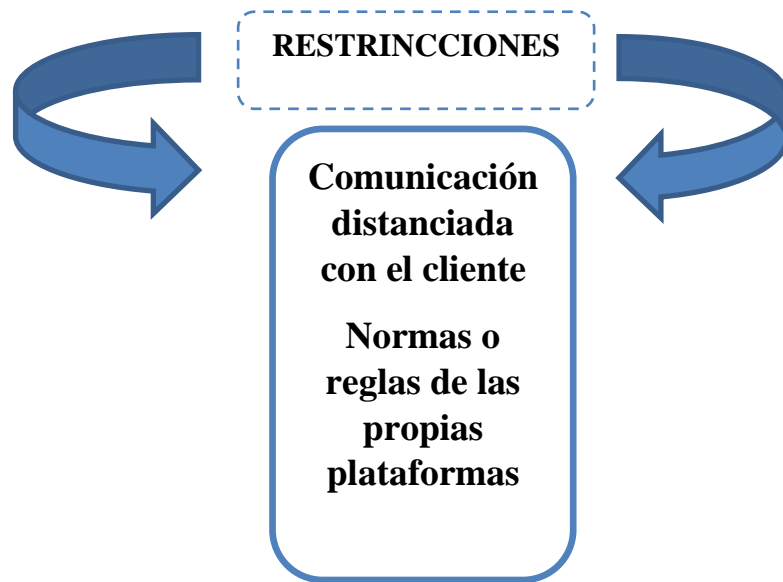 RESTRINCCIONES
Comunicación
distanciada
con el cliente
Normas o
reglas de las
propias
plataformas